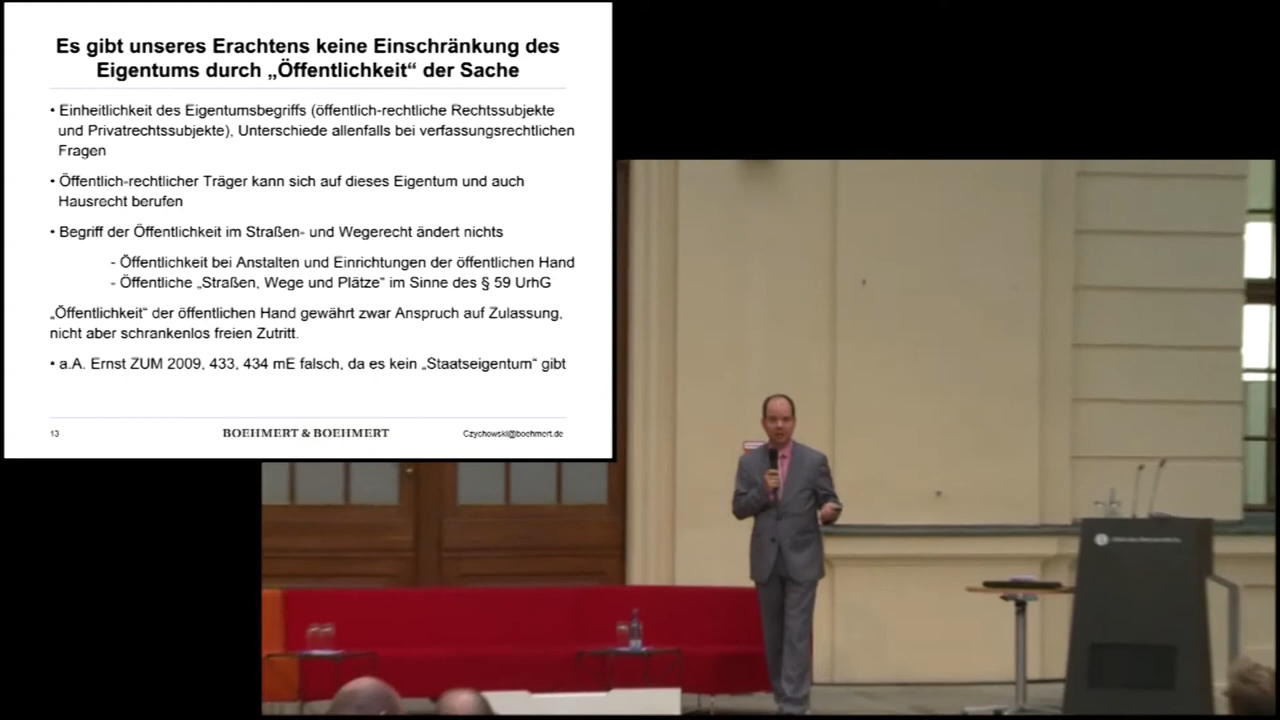 Es gibt unseres Erachtens keine Einschränkung des
Eigentums durch „Öffentlichkeit“ der Sache
• Einheitlichkeit des Eigentumsbegriffs (öffentlich-rechtliche Rechtssubjekte
und Privatrechtssubjekte), Unterschiede allenfalls bei verfassungsrechtlichen
Fragen
• Öffentlich-rechtlicher Träger kann sich auf dieses Eigentum und auch
Hausrecht berufen
• Begriff der Öffentlichkeit im Straßen- und Wegerecht ändert nichts
- Öffentlichkeit bei Anstalten und Einrichtungen der öffentlichen Hand
- Öffentliche „Straßen, Wege und Plätze“ im Sinne des § 59 UrhG
„Öffentlichkeit“ der öffentlichen Hand gewährt zwar Anspruch auf Zulassung,
nicht aber schrankenlos freien Zutritt.
• a.A. Ernst ZUM 2009, 433, 434 mE falsch, da es kein „Staatseigentum“ gibt
13
BOEHMERT & BOEHMERT
Czychowski@boehmert.de